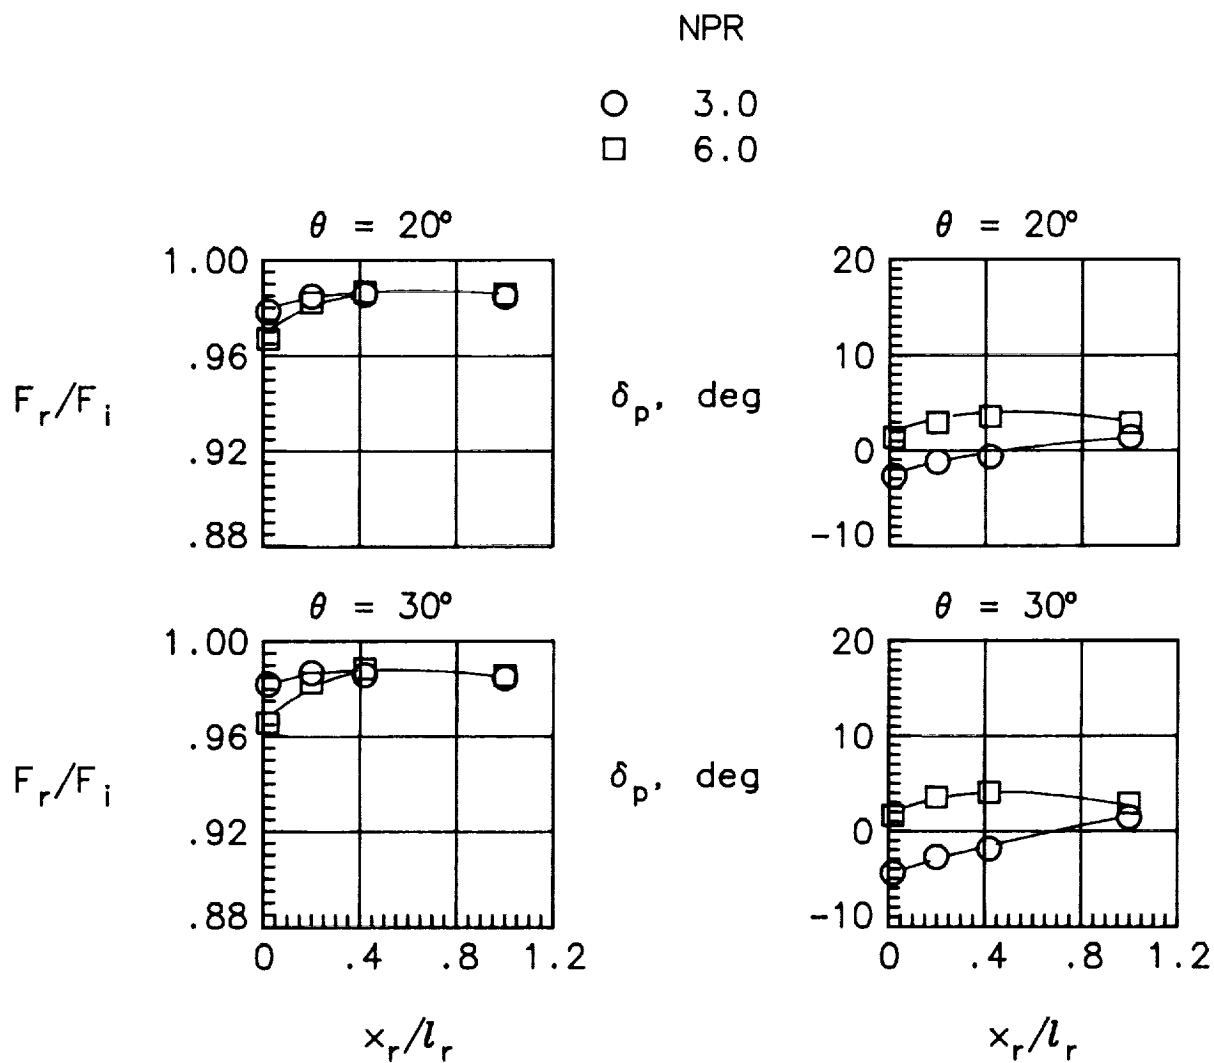 NPR
3.0
6.0
θ = 20°
1.00
.96
.92
.88
F_r/F_i
θ = 20°
20
10
0
-10
δ_p, deg
θ = 30°
1.00
.96
.92
.88
F_r/F_i
0 .4 .8 1.2
x_r/l_r
θ = 30°
20
10
0
-10
δ_p, deg
0 .4 .8 1.2
x_r/l_r